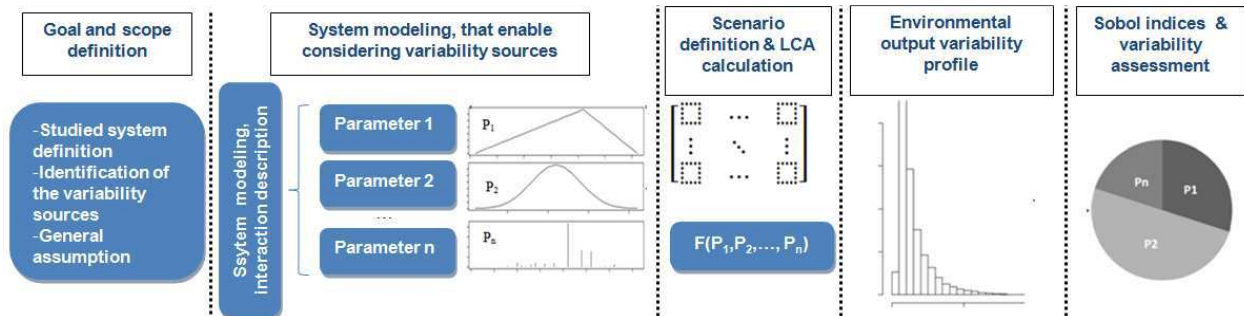 Goal and scope
definition
-Studied system
definition
-Identification of
the variability
sources
-General
assumption
System modeling, that enable
considering variability sources
Ssytem modeling,
interaction description
Parameter 1
Parameter 2
...
Parameter n
P1
P2
Pn
Scenario
definition & LCA
calculation
F(P1,P2,..., Pn)
Environmental
output variability
profile
Sobol indices &
variability
assessment
Pn
P1
P2